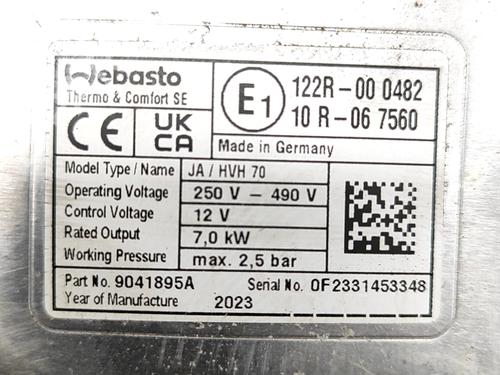 Webasto
Thermo & Comfort SE
CE
UK
CA
E1
122R-00 0482
10 R-06 7560
Made in Germany
Model Type / Name JA / HVH 70
Operating Voltage 250 V - 490 V
Control Voltage 12 V
Rated Output 7,0 kW
Working Pressure max. 2,5 bar
Part No. 9041895A Serial No. 0F2331453348
Year of Manufacture 2023